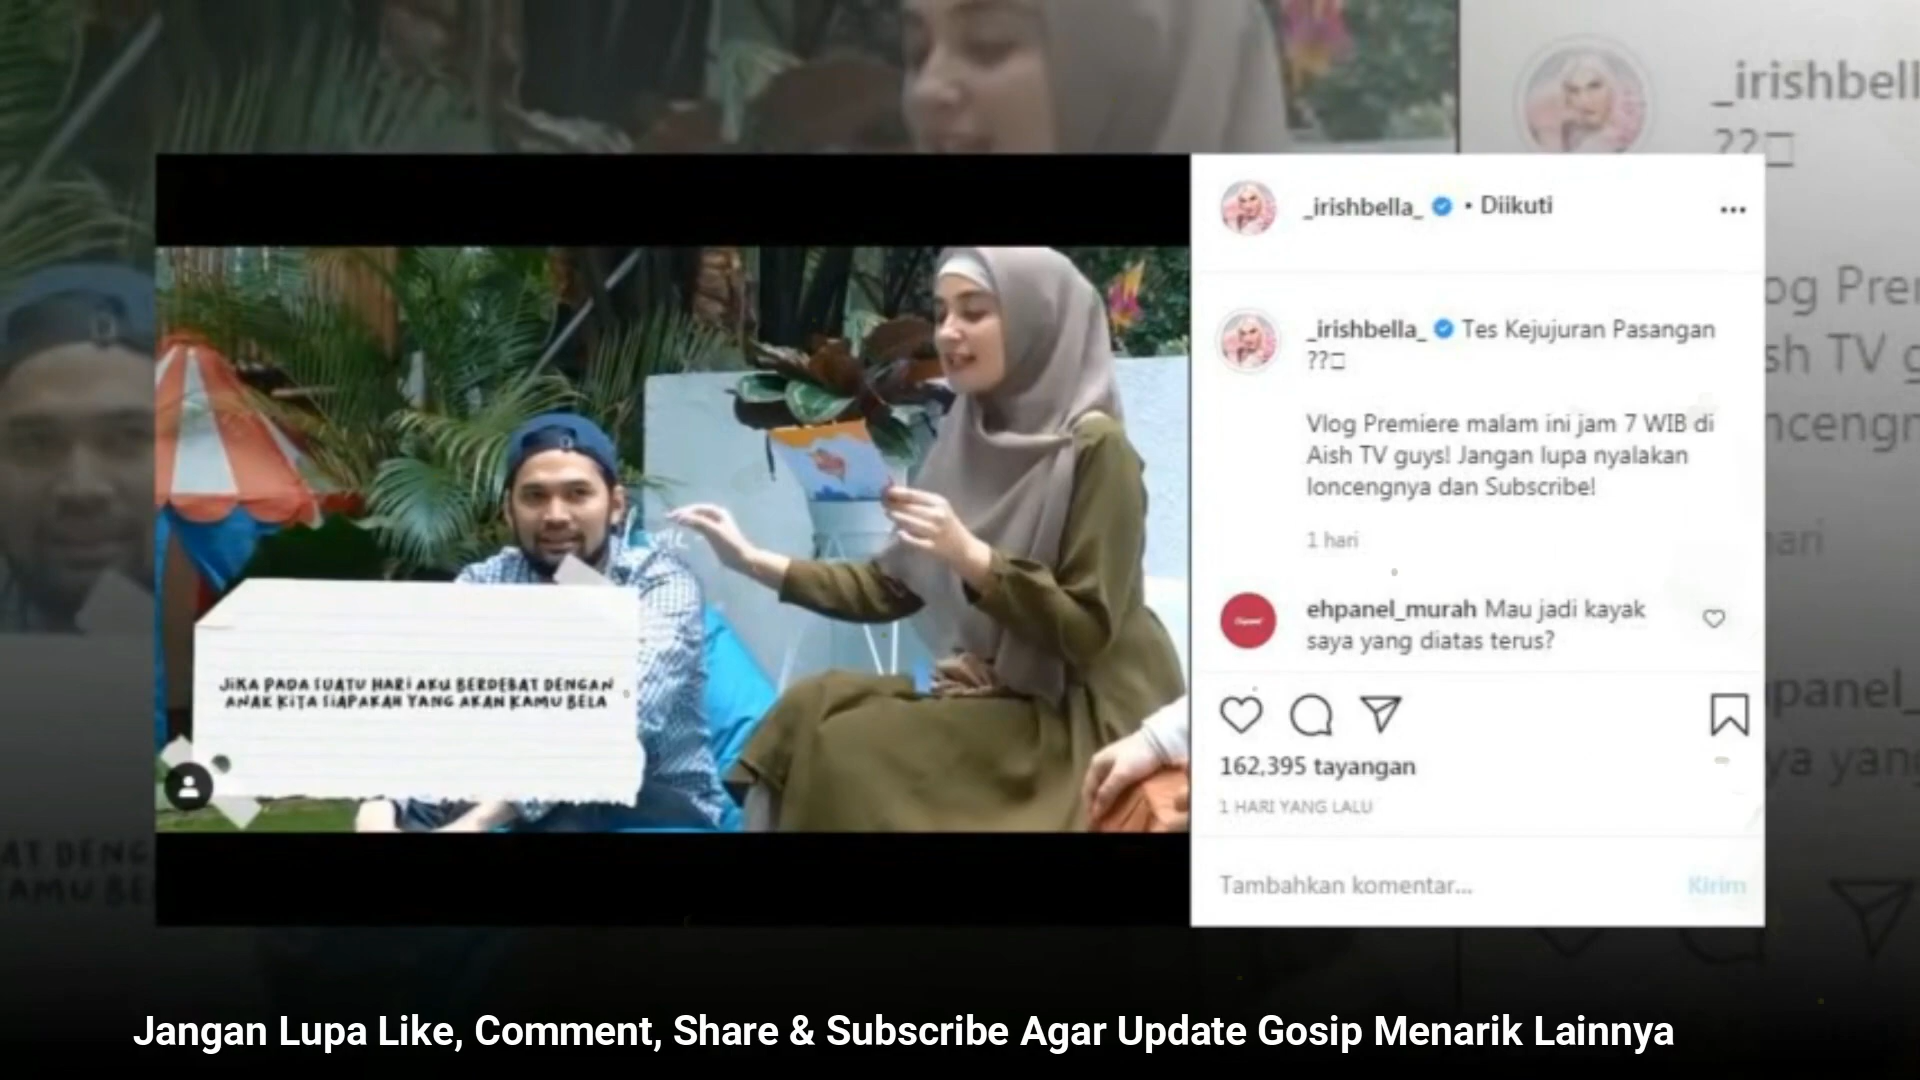 _irishbella_ • Diikuti
_irishbella_ Tes Kejujuran Pasangan
??□
Vlog Premiere malam ini jam 7 WIB di
Aish TV guys! Jangan lupa nyalakan
loncengnya dan Subscribe!
1 hari
ehpanel_murah Mau jadi kayak
saya yang diatas terus?
162,395 tayangan
1 HARI YANG LALU
Tambahkan komentar...
Kirim
JIKA PADA SUATU HARI AKU BERDEBAT DENGAN
ANAK KITA SIAPAKAH YANG AKAN KAMU BELA
Jangan Lupa Like, Comment, Share & Subscribe Agar Update Gosip Menarik Lainnya